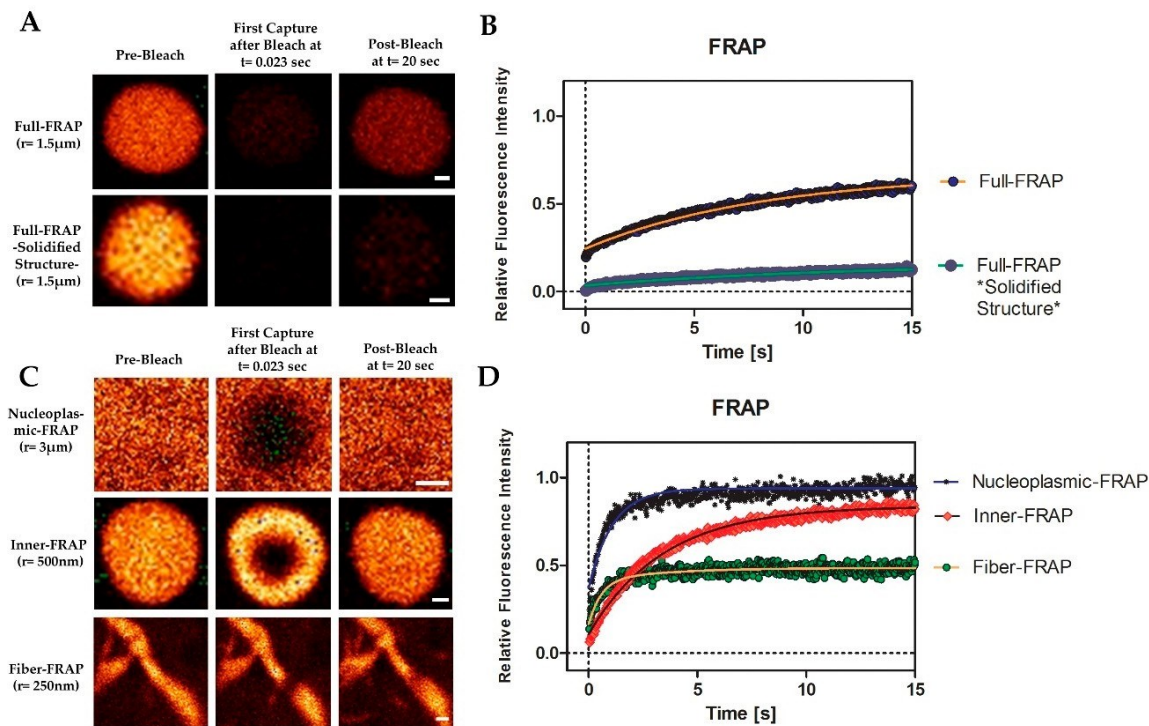 A
Pre-Bleach
First Capture
after Bleach at
t= 0.023 sec
Post-Bleach
at t= 20 sec
Full-FRAP
(r= 1.5µm)
Full-FRAP
-Solidified
Structure-
(r= 1.5µm)
B
FRAP
Relative Fluorescence Intensity
1.0
0.5
0.0
0
5
10
15
Time [s]
Full-FRAP
Full-FRAP
*Solidified
Structure*
C
Pre-Bleach
First Capture
after Bleach at
t= 0.023 sec
Post-Bleach
at t= 20 sec
Nucleoplas-
mic-FRAP
(r= 3µm)
Inner-FRAP
(r= 500nm)
Fiber-FRAP
(r= 250nm)
D
FRAP
Relative Fluorescence Intensity
1.0
0.5
0.0
0
5
10
15
Time [s]
Nucleoplasmic-FRAP
Inner-FRAP
Fiber-FRAP